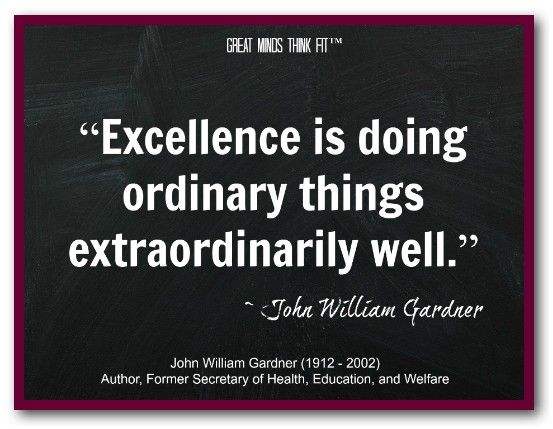 GREAT MINDS THINK FIT™
“Excellence is doing
ordinary things
extraordinarily well.”
~ John William Gardner
John William Gardner (1912 - 2002)
Author, Former Secretary of Health, Education, and Welfare